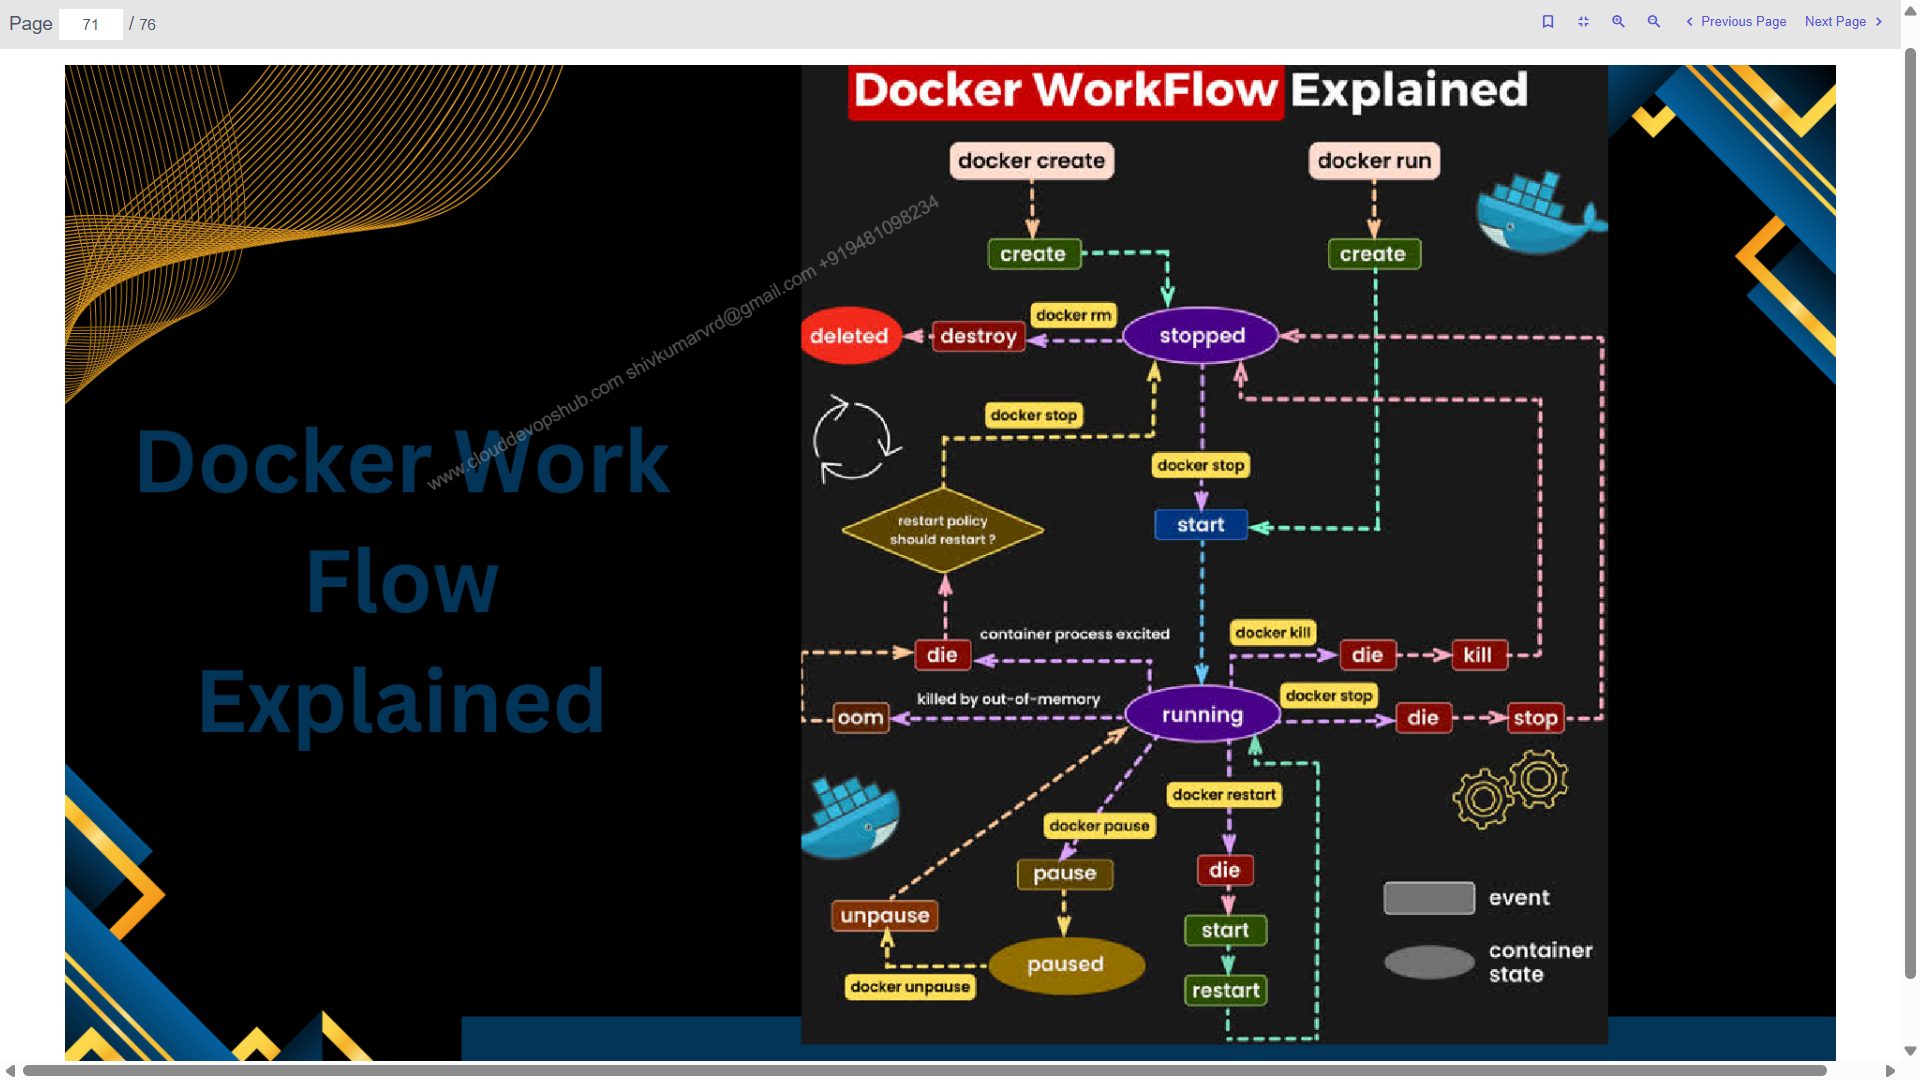 Page 71 / 76
Previous Page Next Page
Docker WorkFlow Explained
docker create
docker run
create
create
docker rm
deleted
destroy
stopped
docker stop
docker stop
restart policy
should restart ?
start
container process excited
docker kill
die
die
kill
killed by out-of-memory
docker stop
oom
running
die
stop
docker restart
docker pause
pause
die
unpause
start
paused
docker unpause
restart
event
container
state
Docker Work
Flow
Explained
www.clouddevopshub.com shivkumarvrd@gmail.com +919481098234